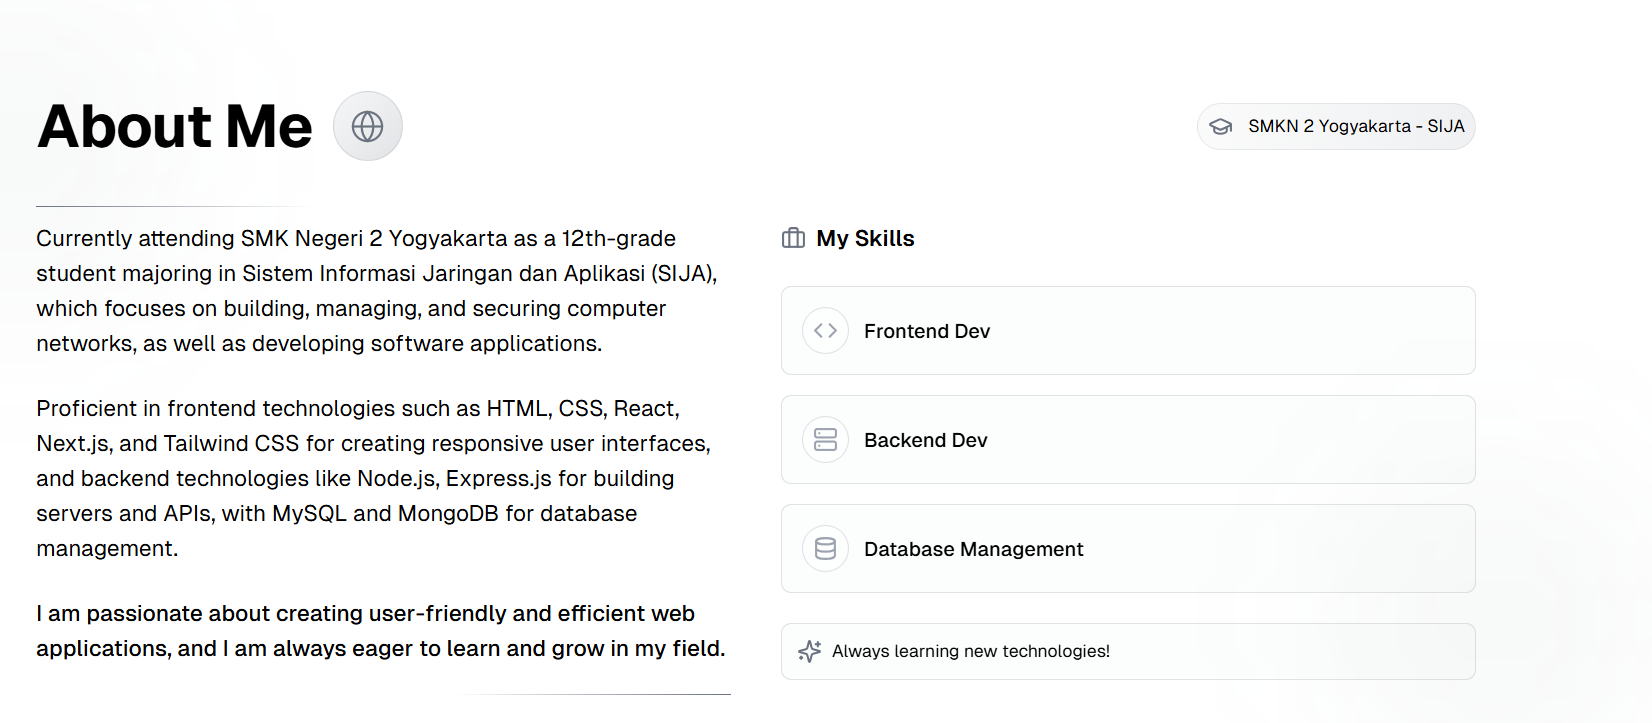 About Me
SMKN 2 Yogyakarta - SIJA
Currently attending SMK Negeri 2 Yogyakarta as a 12th-grade
student majoring in Sistem Informasi Jaringan dan Aplikasi (SIJA),
which focuses on building, managing, and securing computer
networks, as well as developing software applications.
Proficient in frontend technologies such as HTML, CSS, React,
Next.js, and Tailwind CSS for creating responsive user interfaces,
and backend technologies like Node.js, Express.js for building
servers and APIs, with MySQL and MongoDB for database
management.
I am passionate about creating user-friendly and efficient web
applications, and I am always eager to learn and grow in my field.
My Skills
Frontend Dev
Backend Dev
Database Management
Always learning new technologies!